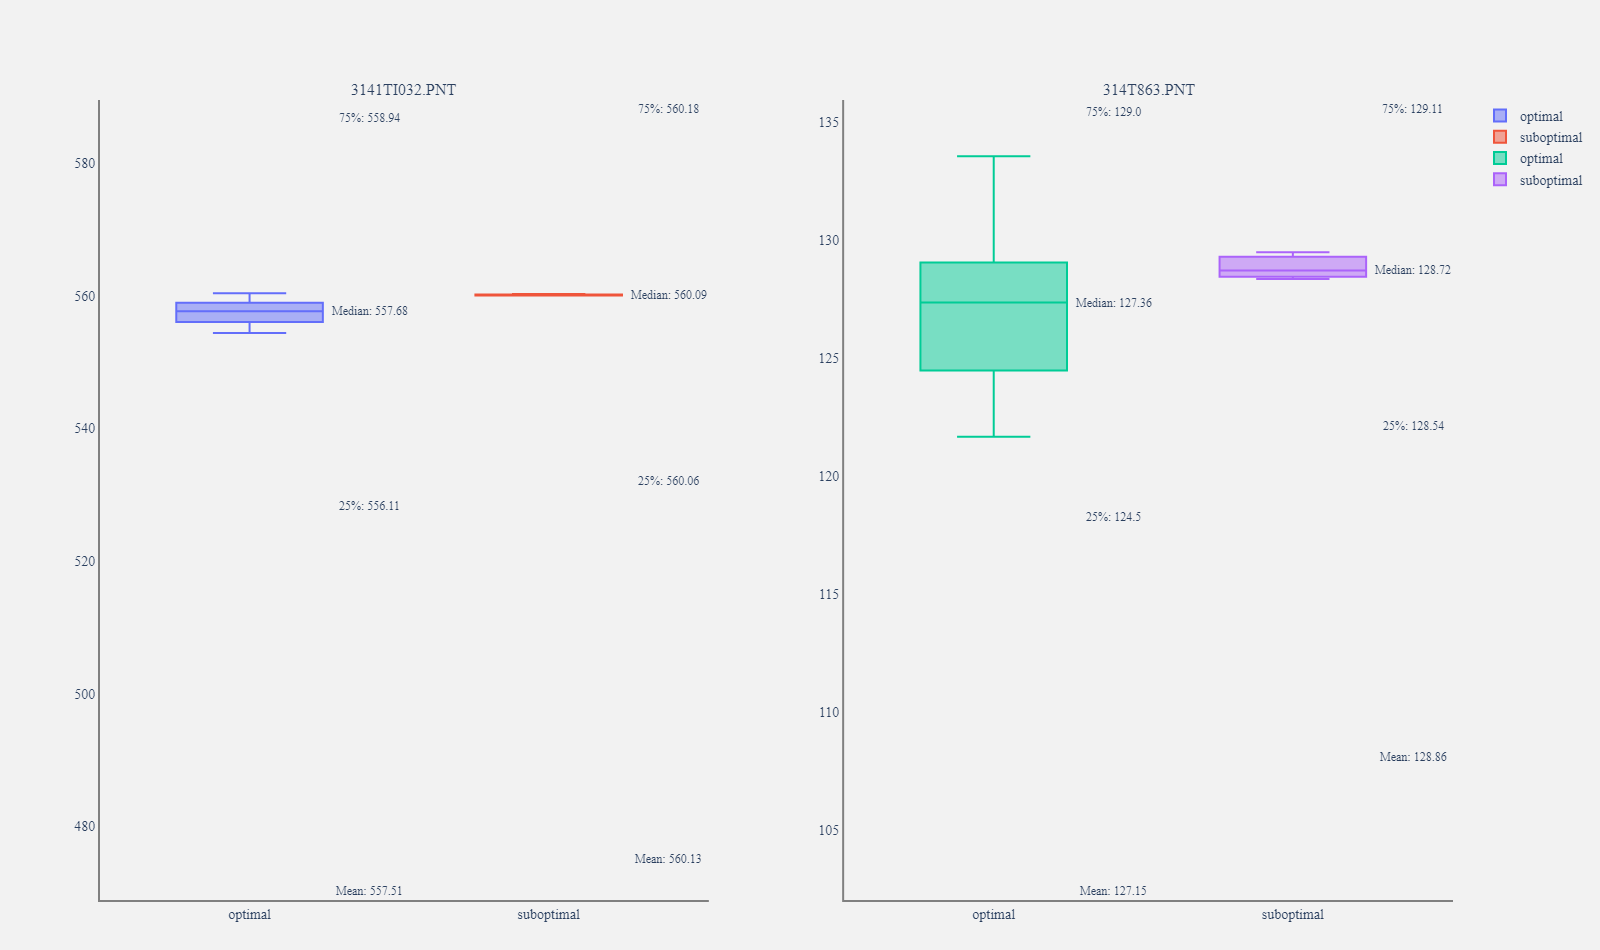 3141TI032.PNT
75%: 558.94
75%: 560.18
580
560
540
520
500
480
Median: 557.68
Median: 560.09
25%: 556.11
25%: 560.06
Mean: 557.51
Mean: 560.13
optimal
suboptimal
314T863.PNT
75%: 129.0
75%: 129.11
135
130
125
120
115
110
105
Median: 127.36
Median: 128.72
25%: 124.5
25%: 128.54
Mean: 127.15
Mean: 128.86
optimal
suboptimal
optimal
suboptimal
optimal
suboptimal